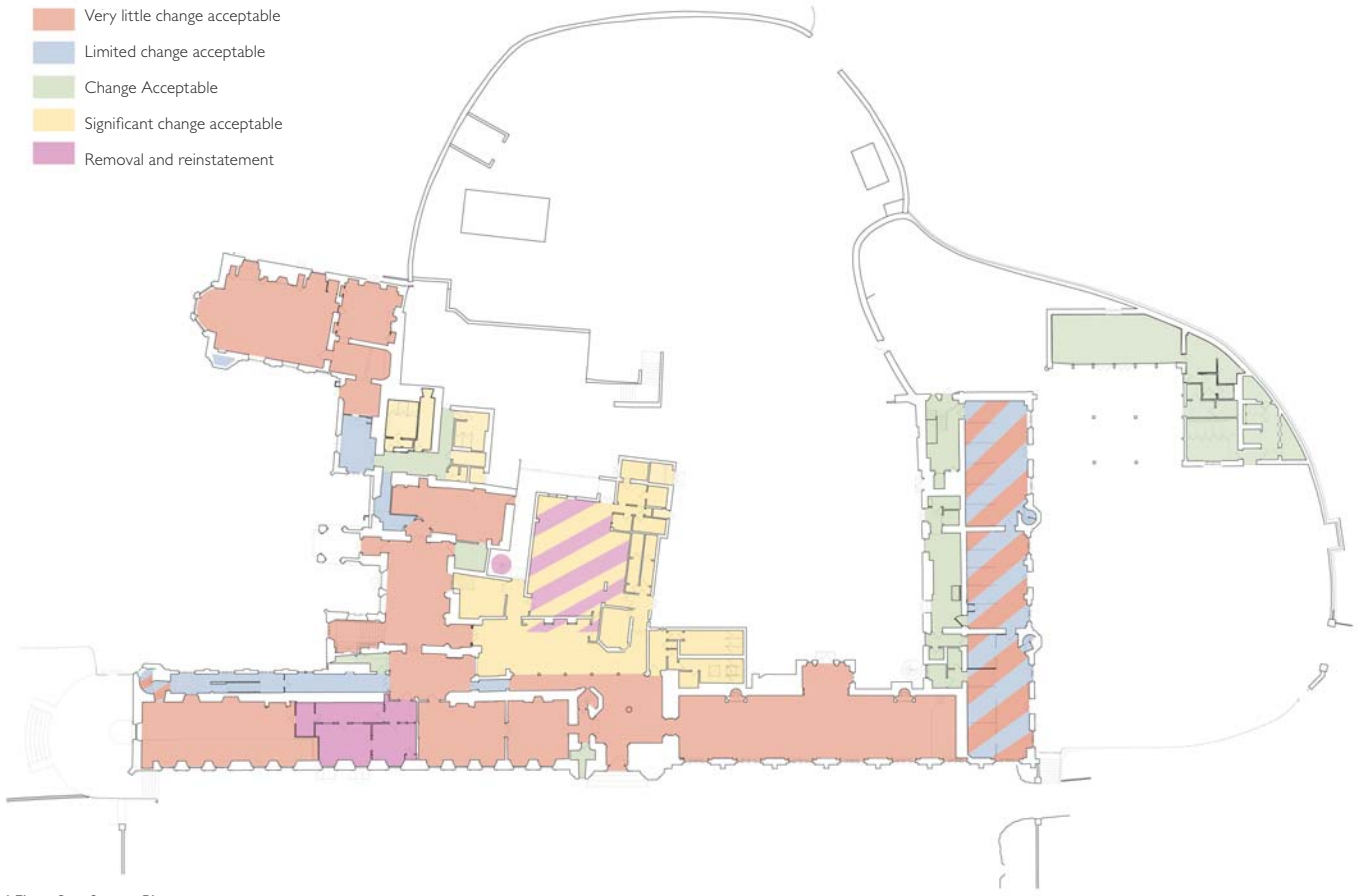 Very little change acceptable
Limited change acceptable
Change Acceptable
Significant change acceptable
Removal and reinstatement